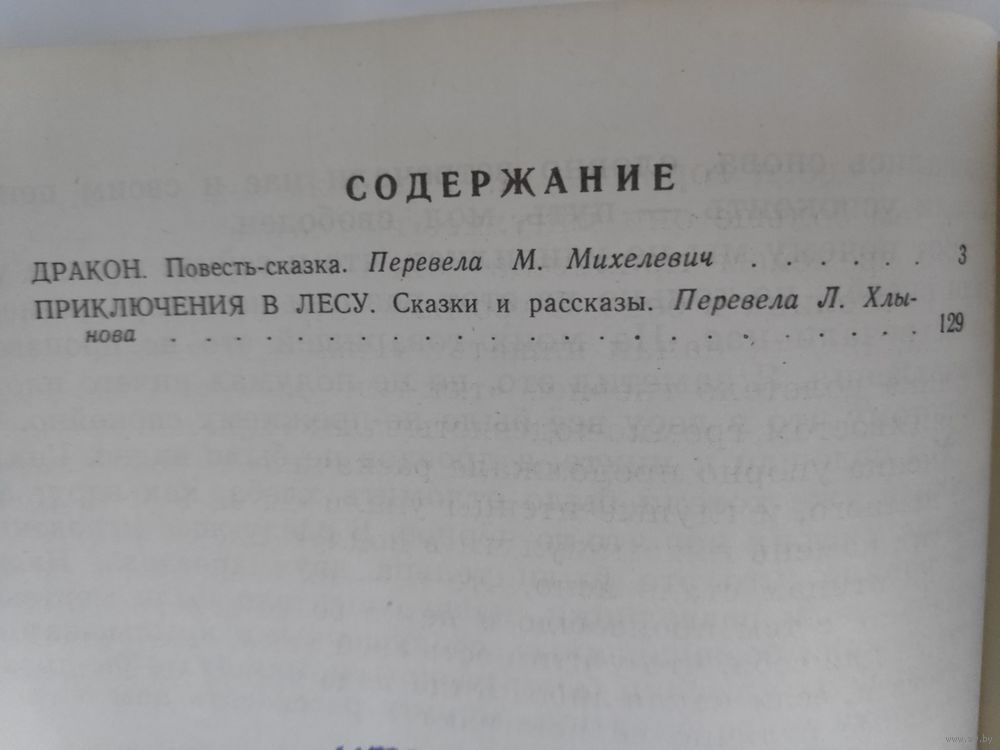 СОДЕРЖАНИЕ
ДРАКОН. Повесть-сказка. Перевела М. Михелевич . . . . . . . 3
ПРИКЛЮЧЕНИЯ В ЛЕСУ. Сказки и рассказы. Перевела Л. Хлы-
нова . . . . . . . . . . . . . . . . . . . . 129